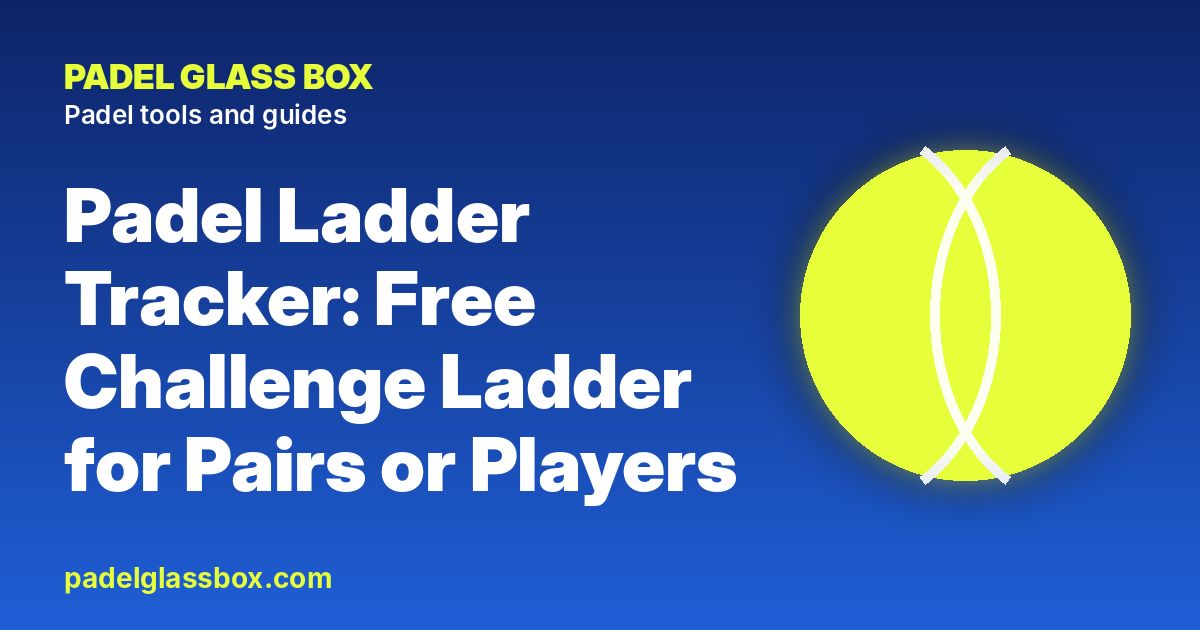 PADEL GLASS BOX
Padel tools and guides
Padel Ladder
Tracker: Free
Challenge Ladder
for Pairs or Players
padelglassbox.com